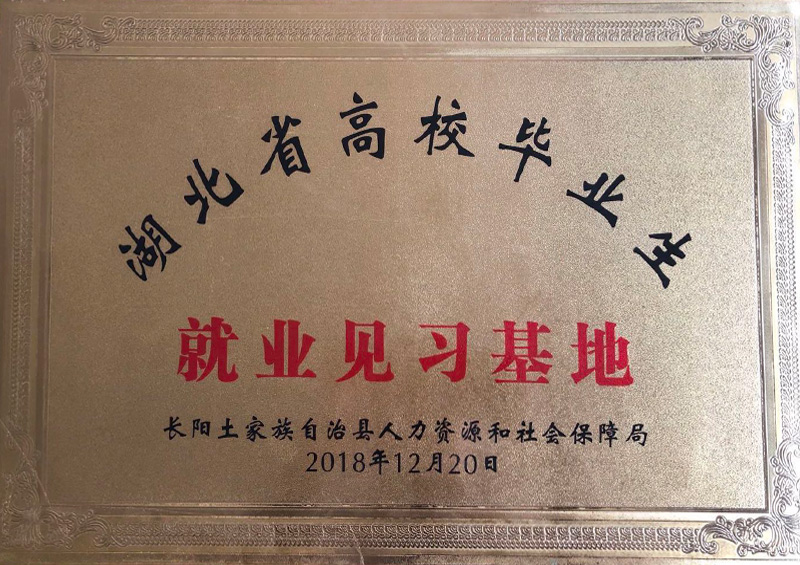 湖北省高校毕业生
就业见习基地
长阳土家族自治县人力资源和社会保障局
2018年12月20日